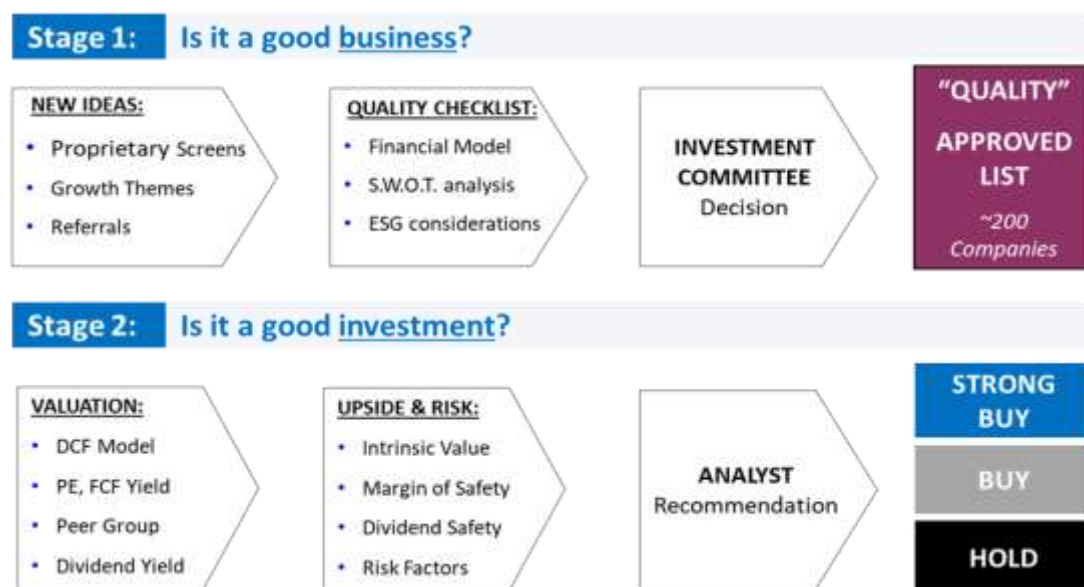 Stage 1: Is it a good business?
NEW IDEAS:
• Proprietary Screens
• Growth Themes
• Referrals
QUALITY CHECKLIST:
• Financial Model
• S.W.O.T. analysis
• ESG considerations
INVESTMENT
COMMITTEE
Decision
“QUALITY”
APPROVED
LIST
~200
Companies
Stage 2: Is it a good investment?
VALUATION:
• DCF Model
• PE, FCF Yield
• Peer Group
• Dividend Yield
UPSIDE & RISK:
• Intrinsic Value
• Margin of Safety
• Dividend Safety
• Risk Factors
ANALYST
Recommendation
STRONG
BUY
BUY
HOLD